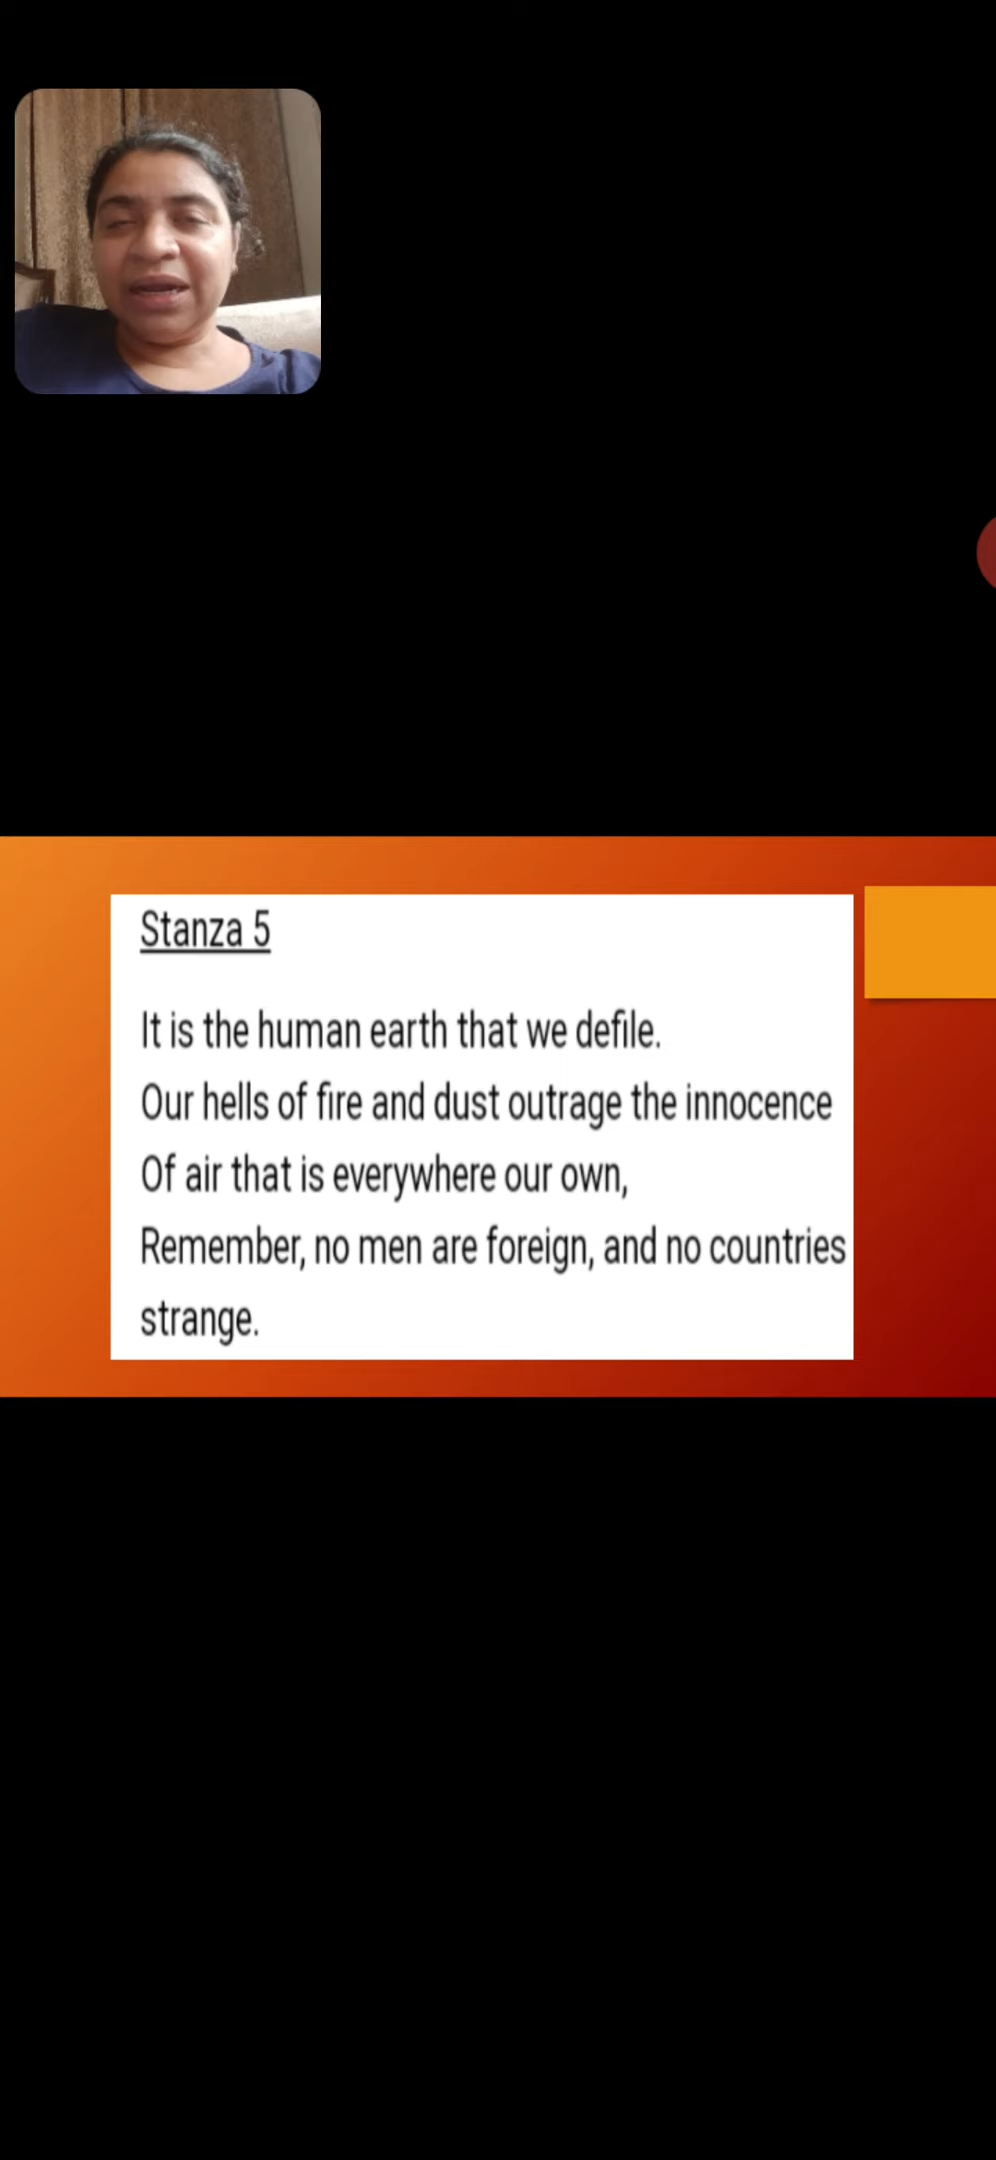 Stanza 5
It is the human earth that we defile.
Our hells of fire and dust outrage the innocence
Of air that is everywhere our own,
Remember, no men are foreign, and no countries
strange.